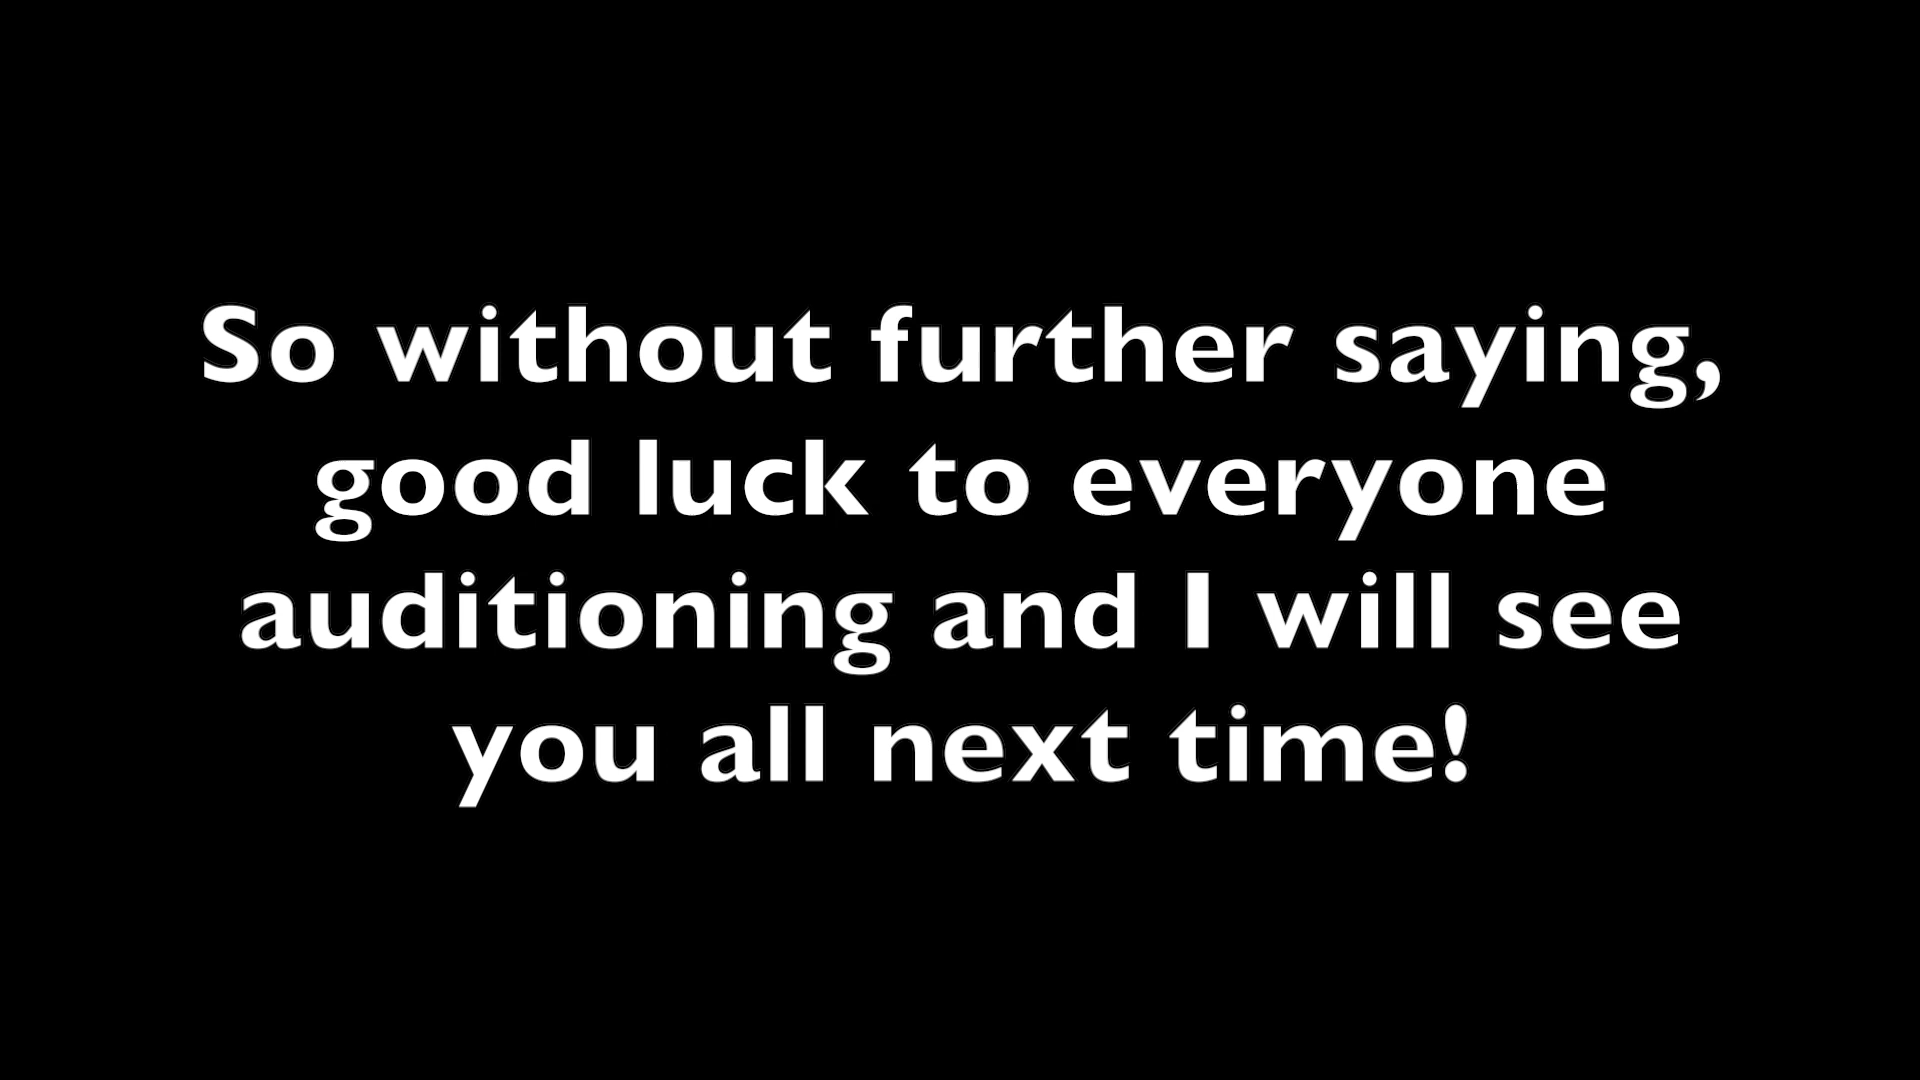 So without further saying,
good luck to everyone
auditioning and I will see
you all next time!